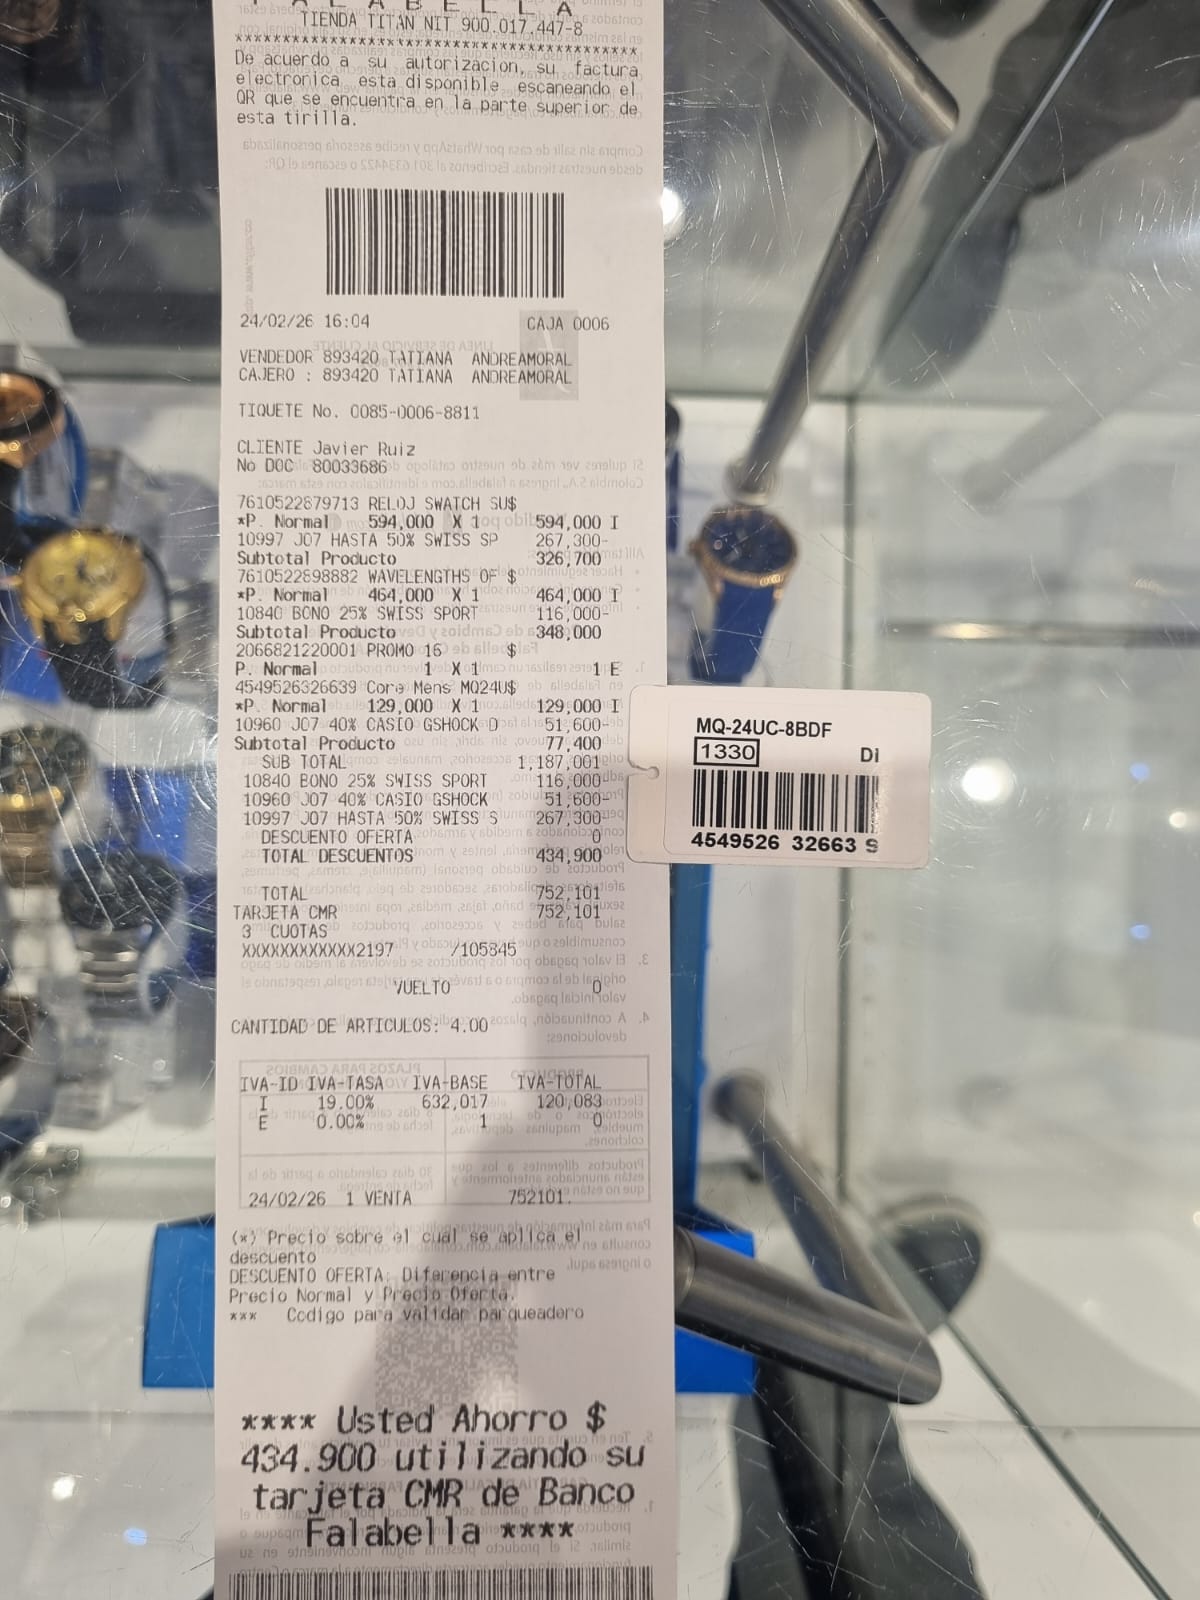 FALABELLA
TIENDA TITAN NIT 900.017.447-8
****************************************
De acuerdo a su autorizacion, su factura
electronica esta disponible escaneando el
QR que se encuentra en la parte superior de
esta tirilla.
24/02/26 16:04 CAJA 0006
VENDEDOR 893420 TATIANA ANDREAMORAL
CAJERO : 893420 TATIANA ANDREAMORAL
TIQUETE No. 0085-0006-8811
CLIENTE Javier Ruiz
No DOC 80033686
7610522879713 RELOJ SWATCH SU$
*P. Normal 594,000 X 1 594,000 I
10997 J07 HASTA 50% SWISS SP 267,300-
Subtotal Producto 326,700
7610522898882 WAVELENGTHS OF $
*P. Normal 464,000 X 1 464,000 I
10840 BONO 25% SWISS SPORT 116,000-
Subtotal Producto 348,000
2066821220001 PROMO 16 $
P. Normal 1 X 1 1 E
4549526326639 Core Mens MQ24U$
*P. Normal 129,000 X 1 129,000 I
10960 J07 40% CASIO GSHOCK D 51,600-
Subtotal Producto 77,400
SUB TOTAL 1,187,001
10840 BONO 25% SWISS SPORT 116,000-
10960 J07 40% CASIO GSHOCK 51,600-
10997 J07 HASTA 50% SWISS S 267,300-
DESCUENTO OFERTA 0
TOTAL DESCUENTOS 434,900
TOTAL 752,101
TARJETA CMR 752,101
3 CUOTAS
XXXXXXXXXXXX2197 /105845
VUELTO 0
CANTIDAD DE ARTICULOS: 4.00
IVA-ID IVA-TASA IVA-BASE IVA-TOTAL
I 19.00% 632,017 120,083
E 0.00% 1 0
24/02/26 1 VENTA 752101.
(*) Precio sobre el cual se aplica el
descuento
DESCUENTO OFERTA: Diferencia entre
Precio Normal y Precio Oferta.
*** Codigo para validar parqueadero
**** Usted Ahorro $
434.900 utilizando su
tarjeta CMR de Banco
Falabella ****
MQ-24UC-8BDF
1330 DI
4549526 32663 9